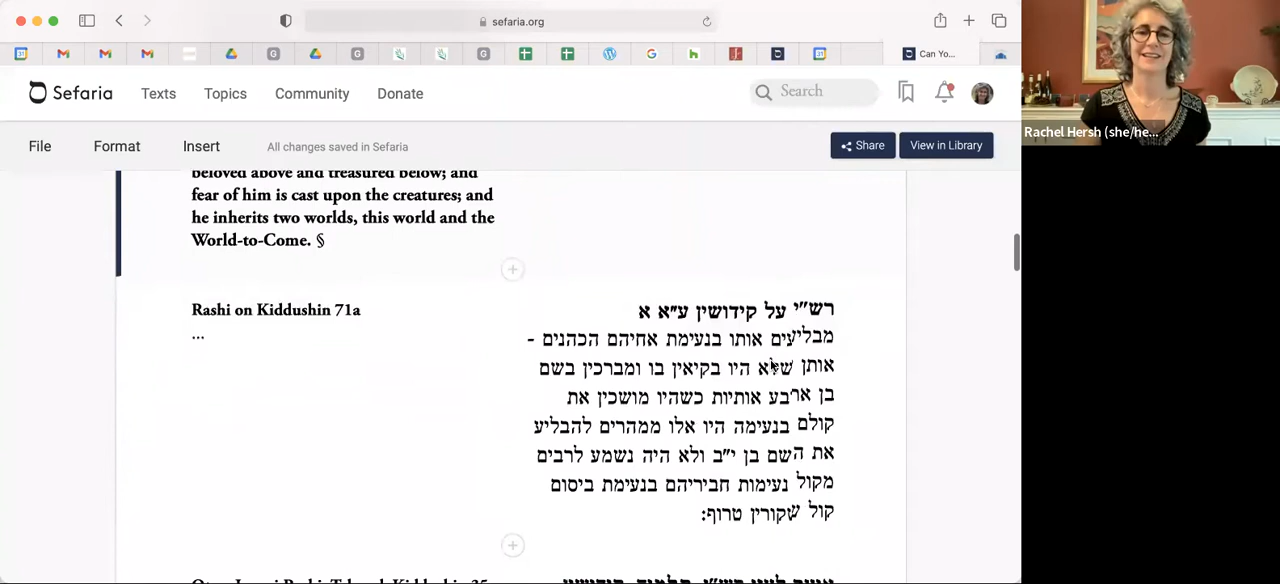 sefaria.org
Can Yo...
Sefaria
Texts
Topics
Community
Donate
Search
File
Format
Insert
All changes saved in Sefaria
Share
View in Library
Rachel Hersh (she/he...
beloved above and treasured below; and
fear of him is cast upon the creatures; and
he inherits two worlds, this world and the
World-to-Come. §
Rashi on Kiddushin 71a
...
רש"י על קידושין ע"א א
מבליעים אותו בנעימת אחיהם הכהנים -
אותן שלא היו בקיאין בו ומברכין בשם
בן ארבע אותיות כשהיו מושכין את
קולם בנעימה היו אלו ממהרים להבליע
את השם בן י"ב ולא היה נשמע לרבים
מקול נעימות חביריהם בנעימת ביסום
קול שקורין טרוף: